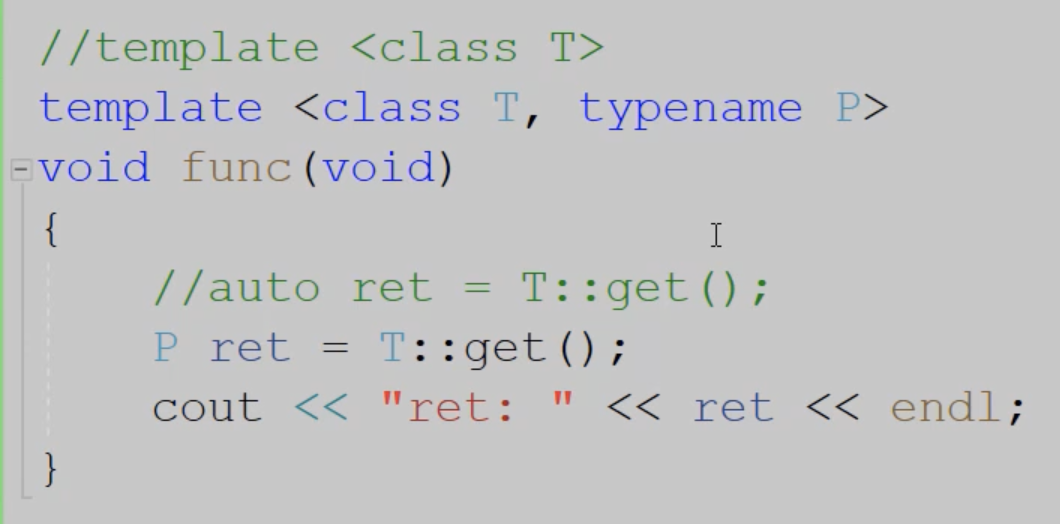 //template <class T>
template <class T, typename P>
void func(void)
{
    //auto ret = T::get();
    P ret = T::get();
    cout << "ret: " << ret << endl;
}